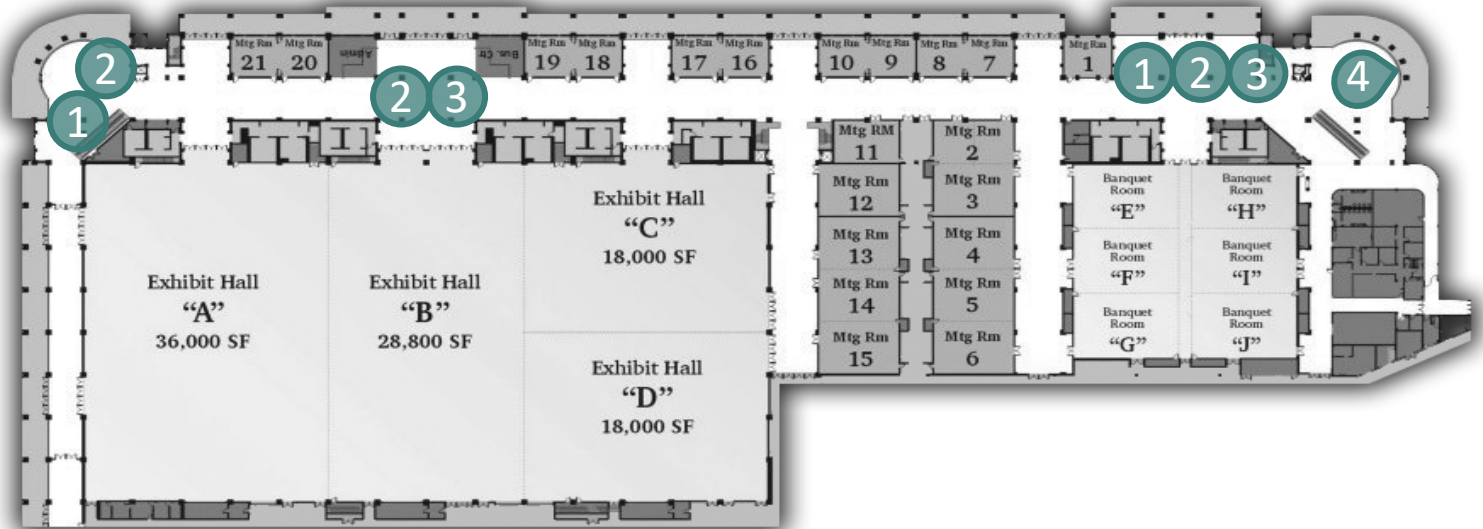 Mtg Rm Mtg Rm
21 20
Admin
Bus. Ctr
Mtg Rm Mtg Rm
19 18
Mtg Rm Mtg Rm
17 16
Mtg Rm Mtg Rm
10 9
Mtg Rm Mtg Rm
8 7
Mtg Rm
1
2
1
2 3
1 2 3
4
Mtg RM
11
Mtg Rm
2
Mtg Rm
12
Mtg Rm
3
Mtg Rm
13
Mtg Rm
4
Mtg Rm
14
Mtg Rm
5
Mtg Rm
15
Mtg Rm
6
Exhibit Hall
“A”
36,000 SF
Exhibit Hall
“B”
28,800 SF
Exhibit Hall
“C”
18,000 SF
Exhibit Hall
“D”
18,000 SF
Banquet
Room
“E”
Banquet
Room
“H”
Banquet
Room
“F”
Banquet
Room
“I”
Banquet
Room
“G”
Banquet
Room
“J”